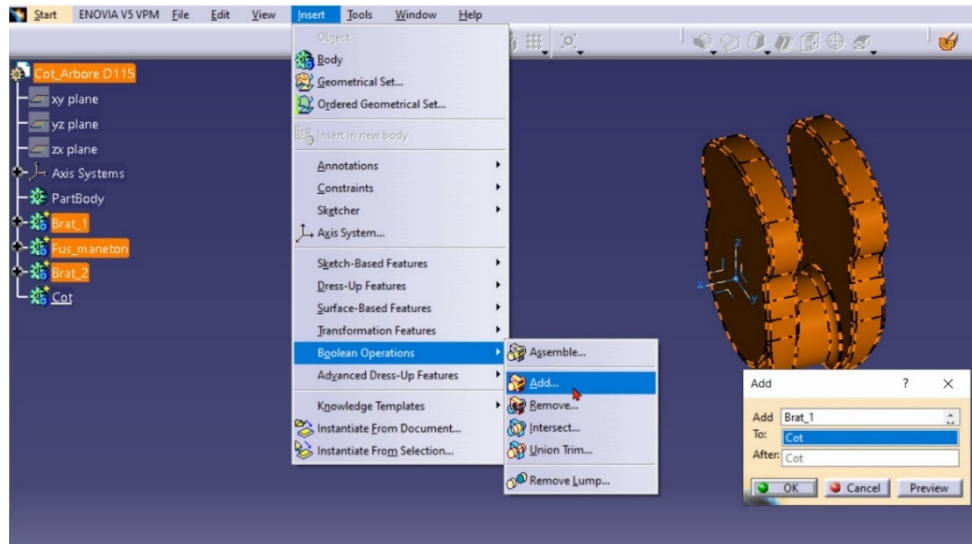 Start ENOVIA V5 VPM File Edit View Insert Tools Window Help
Object
Body
Geometrical Set...
Ordered Geometrical Set...
Insert in new body
Annotations
Constraints
Sketcher
Axis System...
Sketch-Based Features
Dress-Up Features
Surface-Based Features
Transformation Features
Boolean Operations
Advanced Dress-Up Features
Knowledge Templates
Instantiate From Document...
Instantiate From Selection...
Assemble...
Add...
Remove...
Intersect...
Union Trim...
Remove Lump...
Cot_Arbore D115
xy plane
yz plane
zx plane
Axis Systems
PartBody
Brat_1
Fus_maneton
Brat_2
Cot
z
x
y
Add ? ×
Add Brat_1
To: Cot
After: Cot
OK Cancel Preview